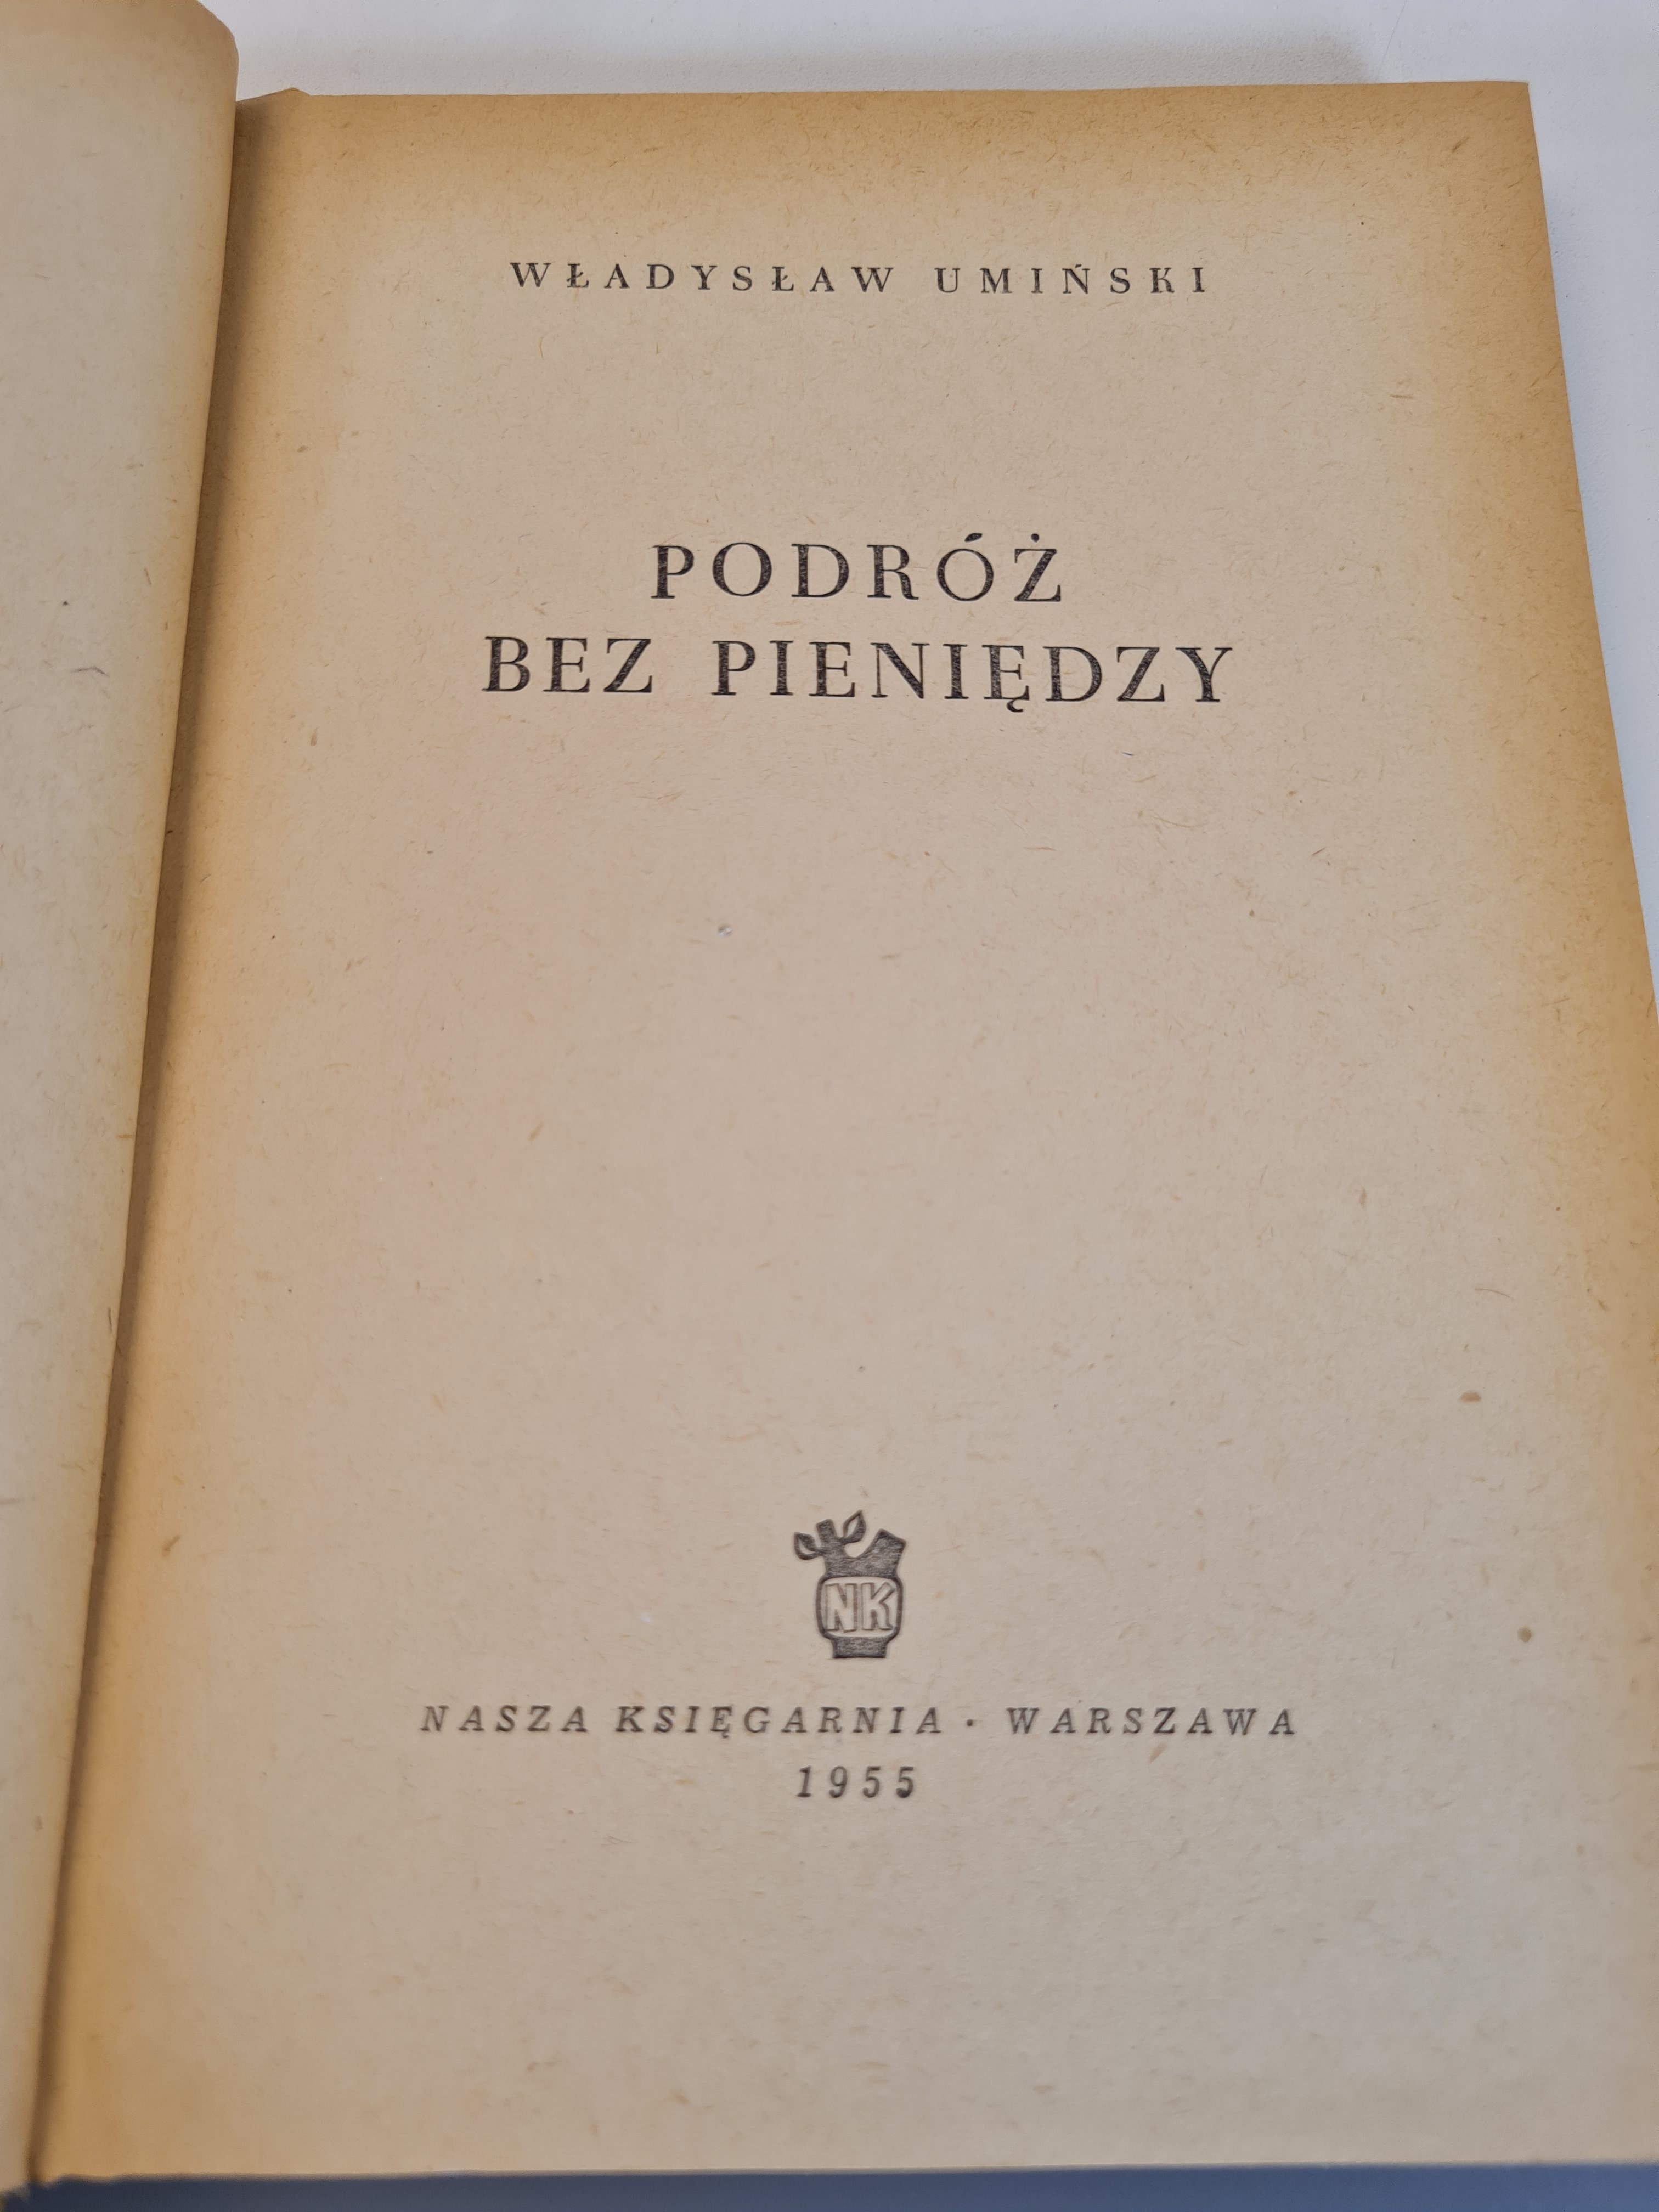 WŁADYSŁAW UMIŃSKI
PODRÓŻ
BEZ PIENIĘDZY
NK
NASZA KSIĘGARNIA · WARSZAWA
1955